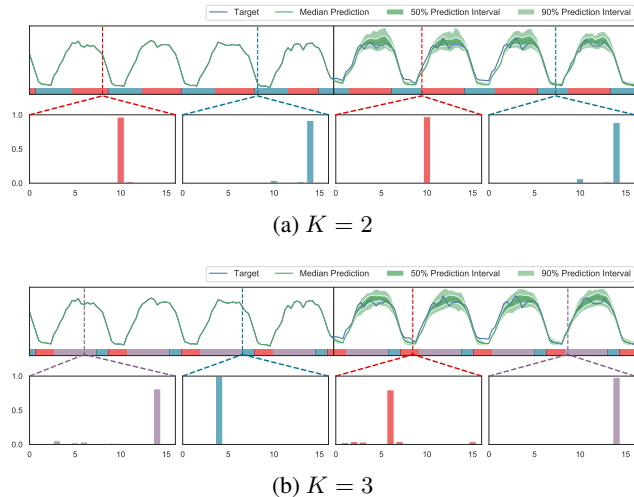 Target Median Prediction 50% Prediction Interval 90% Prediction Interval
1.0
0.5
0.0
0 5 10 15 0 5 10 15 0 5 10 15 0 5 10 15
(a) K = 2
Target Median Prediction 50% Prediction Interval 90% Prediction Interval
1.0
0.5
0.0
0 5 10 15 0 5 10 15 0 5 10 15 0 5 10 15
(b) K = 3